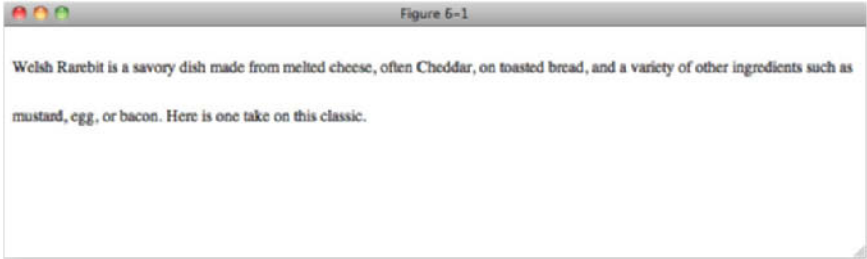 Figure 6-1
Welsh Rarebit is a savory dish made from melted cheese, often Cheddar, on toasted bread, and a variety of other ingredients such as
mustard, egg, or bacon. Here is one take on this classic.